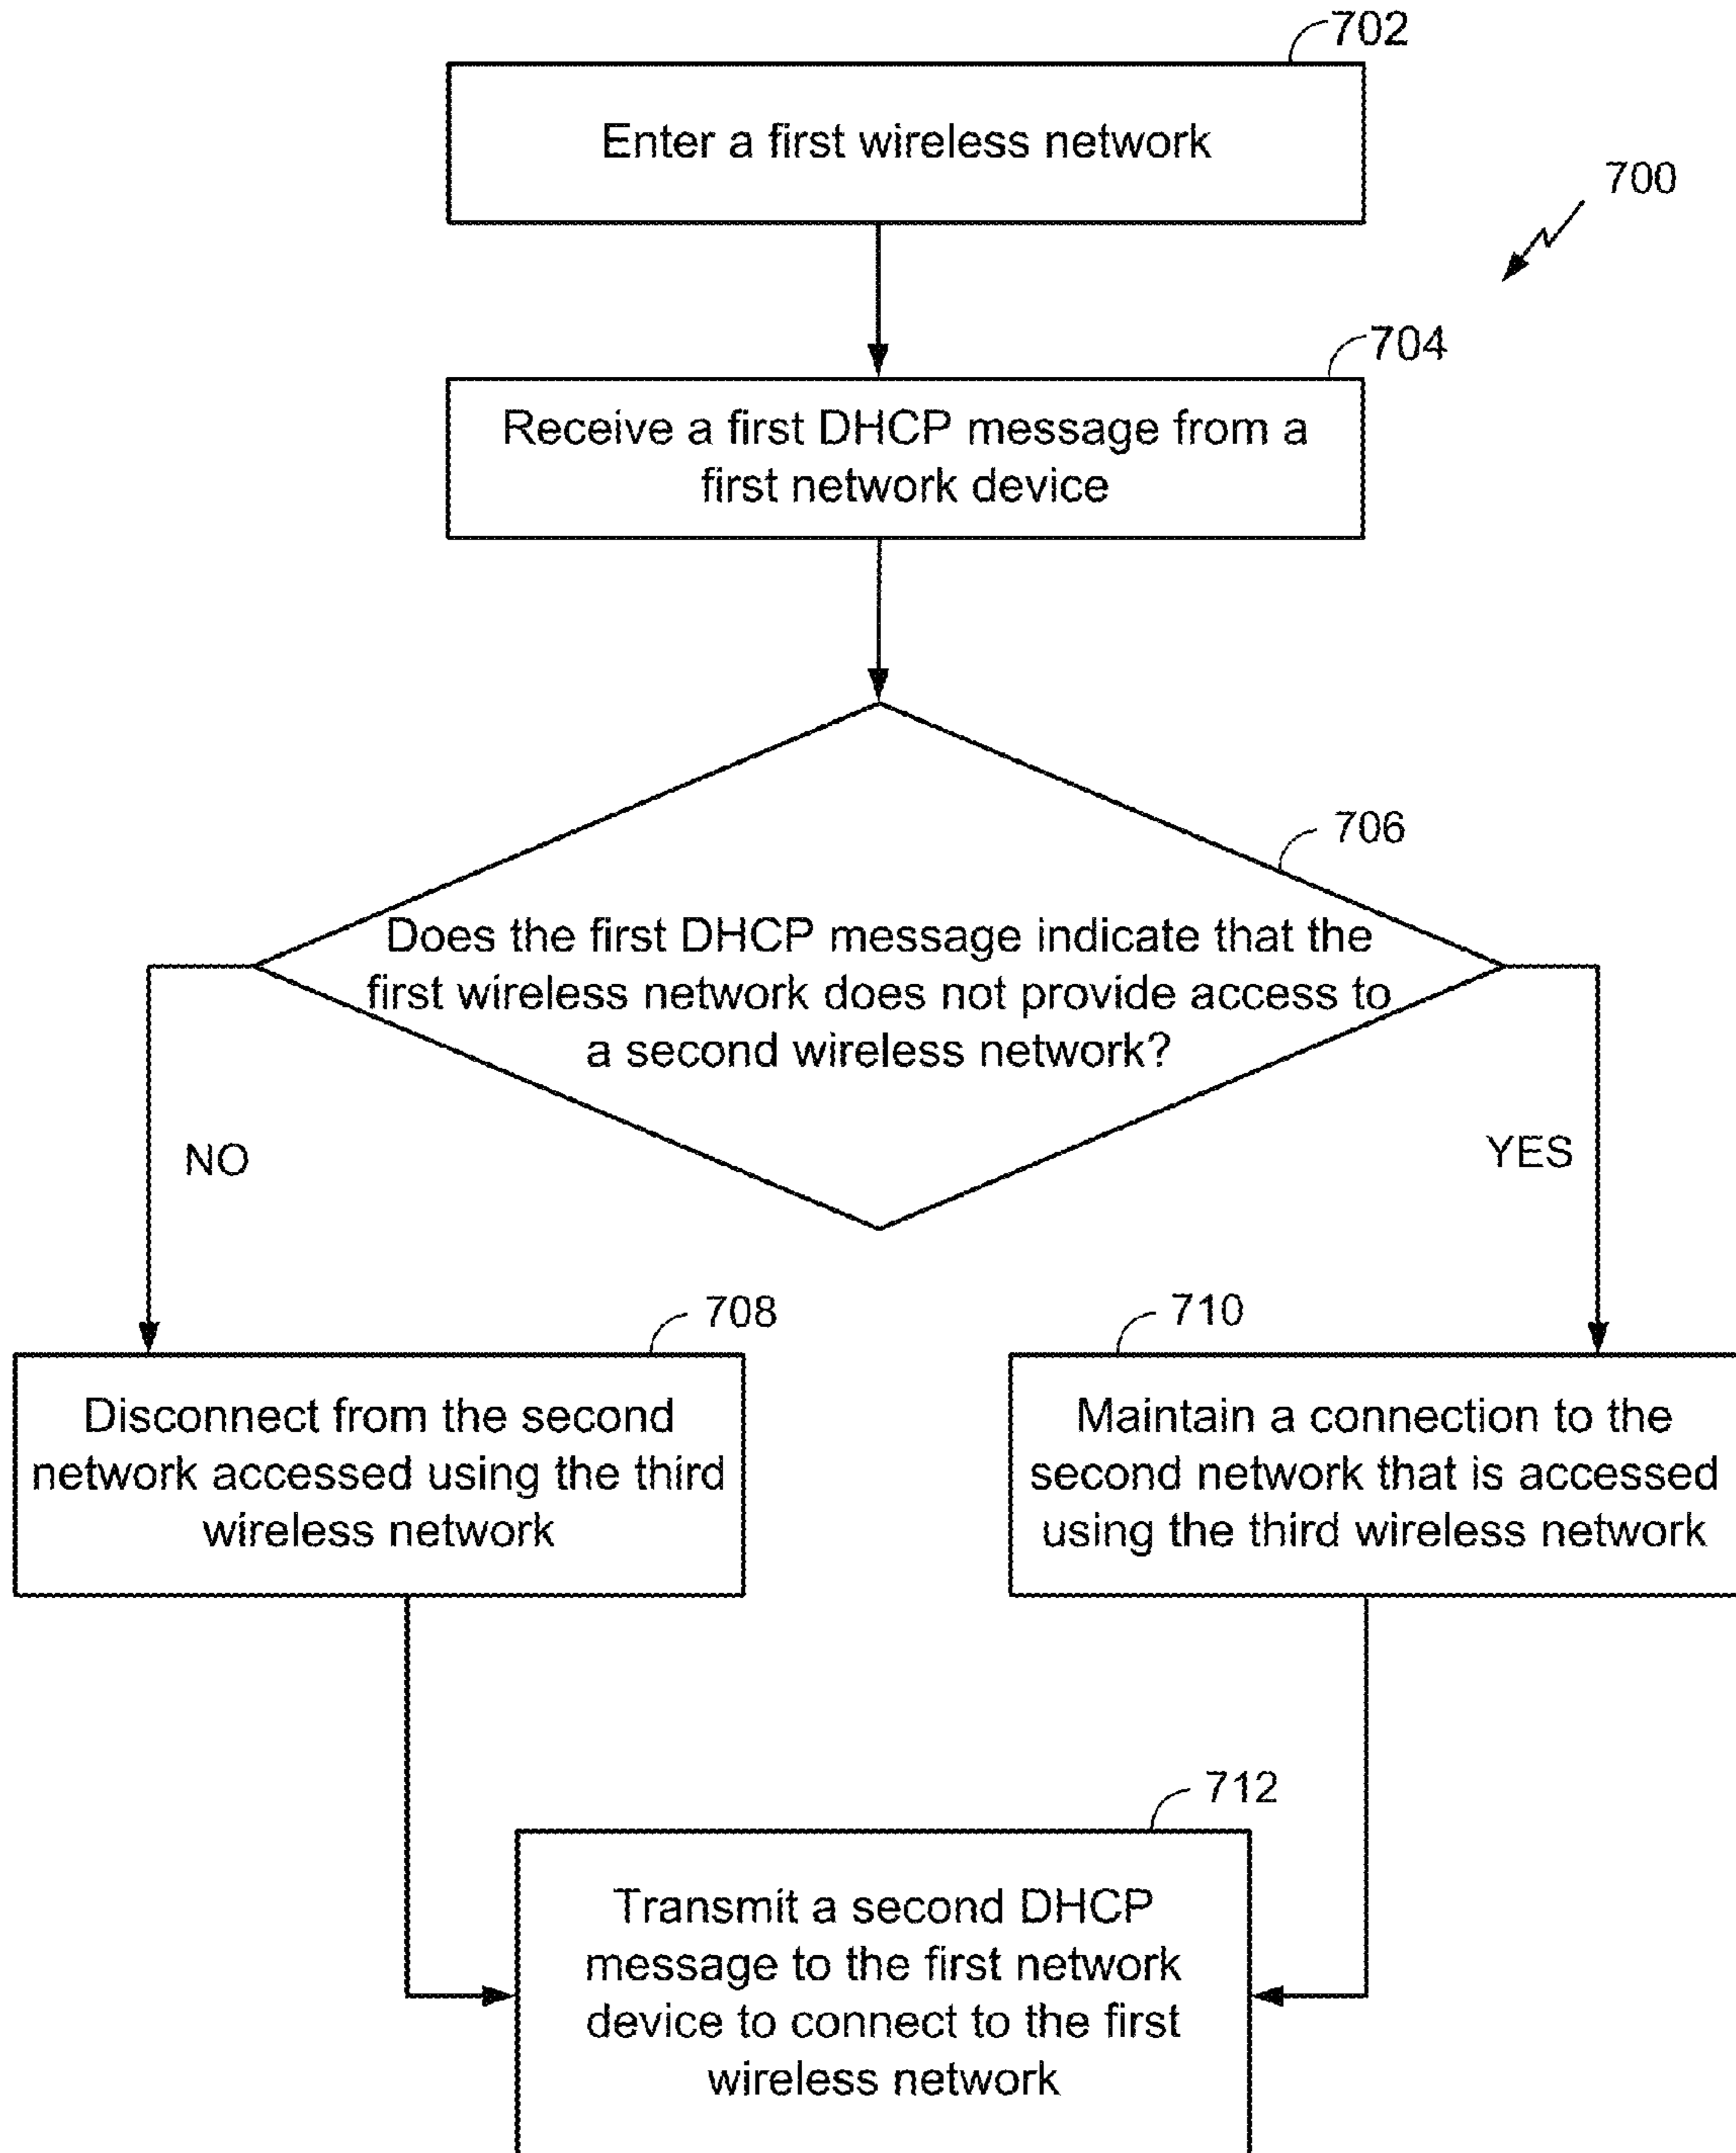 702
Enter a first wireless network
700
704
Receive a first DHCP message from a
first network device
706
Does the first DHCP message indicate that the
first wireless network does not provide access to
a second wireless network?
NO
YES
708
Disconnect from the second
network accessed using the third
wireless network
710
Maintain a connection to the
second network that is accessed
using the third wireless network
712
Transmit a second DHCP
message to the first network
device to connect to the first
wireless network